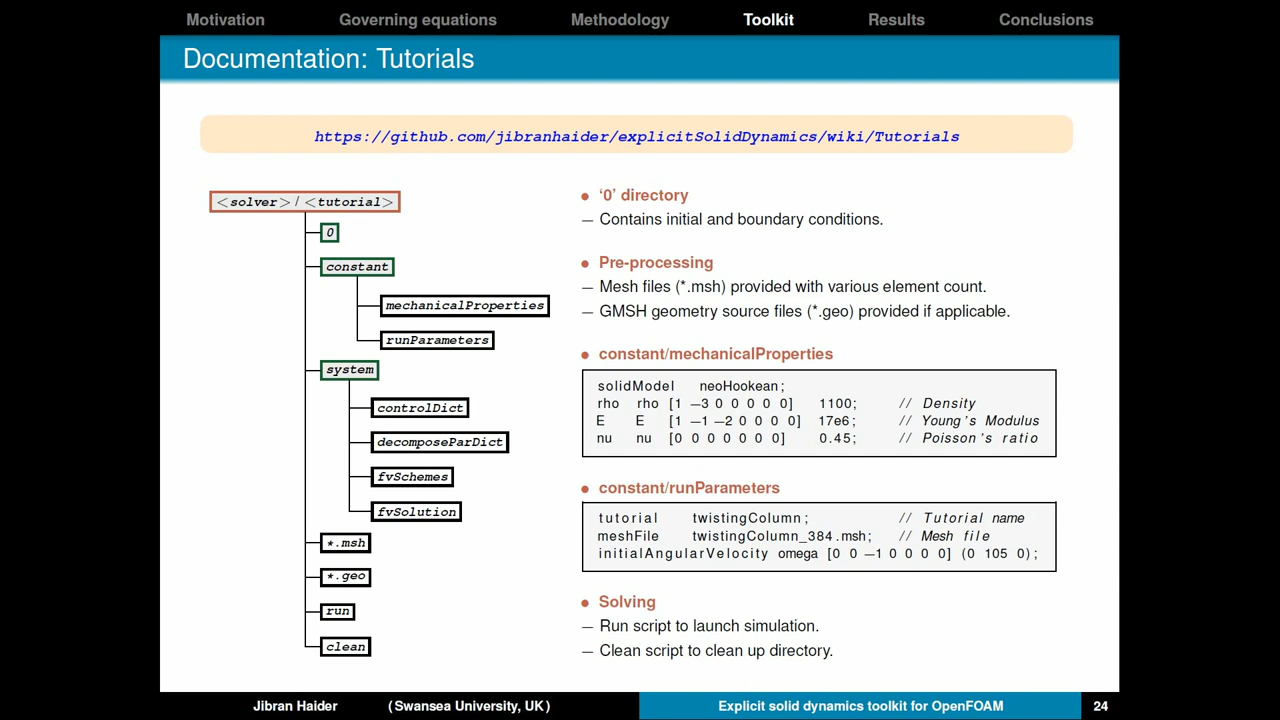 Motivation Governing equations Methodology Toolkit Results Conclusions
Documentation: Tutorials
https://github.com/jibranhaider/explicitSolidDynamics/wiki/Tutorials
<solver>/<tutorial>
0
constant
mechanicalProperties
runParameters
system
controlDict
decomposeParDict
fvSchemes
fvSolution
*.msh
*.geo
run
clean
• ‘0’ directory
— Contains initial and boundary conditions.
• Pre-processing
— Mesh files (*.msh) provided with various element count.
— GMSH geometry source files (*.geo) provided if applicable.
• constant/mechanicalProperties
solidModel neoHookean;
rho rho [1 −3 0 0 0 0 0] 1100; // Density
E E [1 −1 −2 0 0 0 0] 17e6; // Young's Modulus
nu nu [0 0 0 0 0 0 0] 0.45; // Poisson's ratio
• constant/runParameters
tutorial twistingColumn; // Tutorial name
meshFile twistingColumn_384.msh; // Mesh file
initialAngularVelocity omega [0 0 −1 0 0 0 0] (0 105 0);
• Solving
— Run script to launch simulation.
— Clean script to clean up directory.
Jibran Haider (Swansea University, UK) Explicit solid dynamics toolkit for OpenFOAM 24